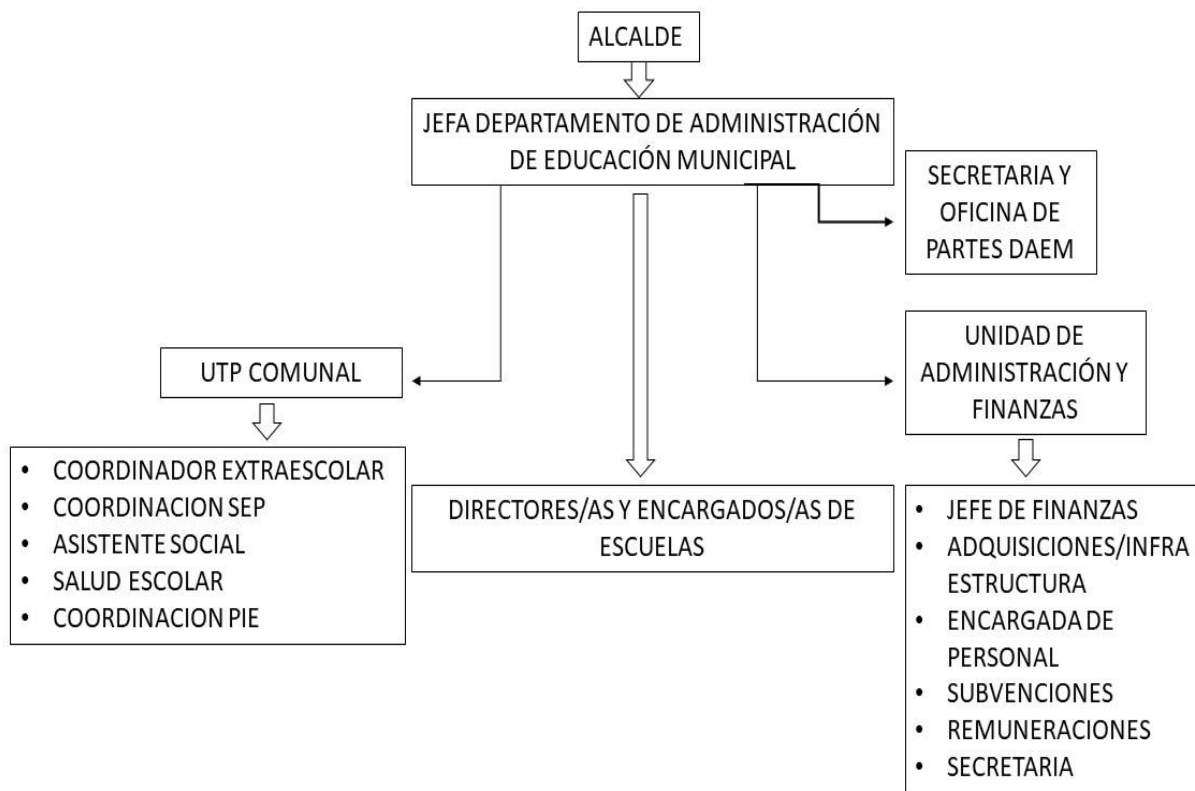 ALCALDE
JEFA DEPARTAMENTO DE ADMINISTRACIÓN
DE EDUCACIÓN MUNICIPAL
SECRETARIA Y
OFICINA DE
PARTES DAEM
UTP COMUNAL
UNIDAD DE
ADMINISTRACIÓN Y
FINANZAS
• COORDINADOR EXTRAESCOLAR
• COORDINACION SEP
• ASISTENTE SOCIAL
• SALUD ESCOLAR
• COORDINACION PIE
DIRECTORES/AS Y ENCARGADOS/AS DE
ESCUELAS
• JEFE DE FINANZAS
• ADQUISICIONES/INFRA
ESTRUCTURA
• ENCARGADA DE
PERSONAL
• SUBVENCIONES
• REMUNERACIONES
• SECRETARIA